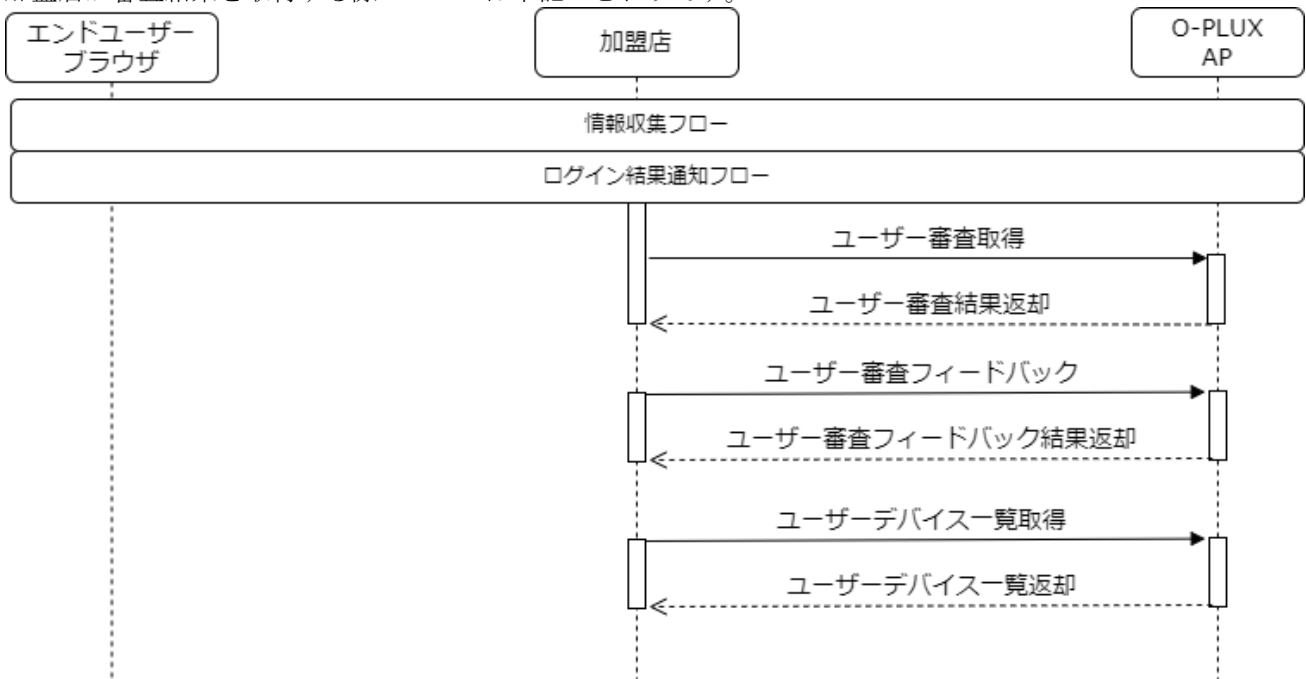 エンドユーザー
ブラウザ
加盟店
O-PLUX
AP
情報収集フロー
ログイン結果通知フロー
ユーザー審査取得
ユーザー審査結果返却
ユーザー審査フィードバック
ユーザー審査フィードバック結果返却
ユーザーデバイス一覧取得
ユーザーデバイス一覧返却